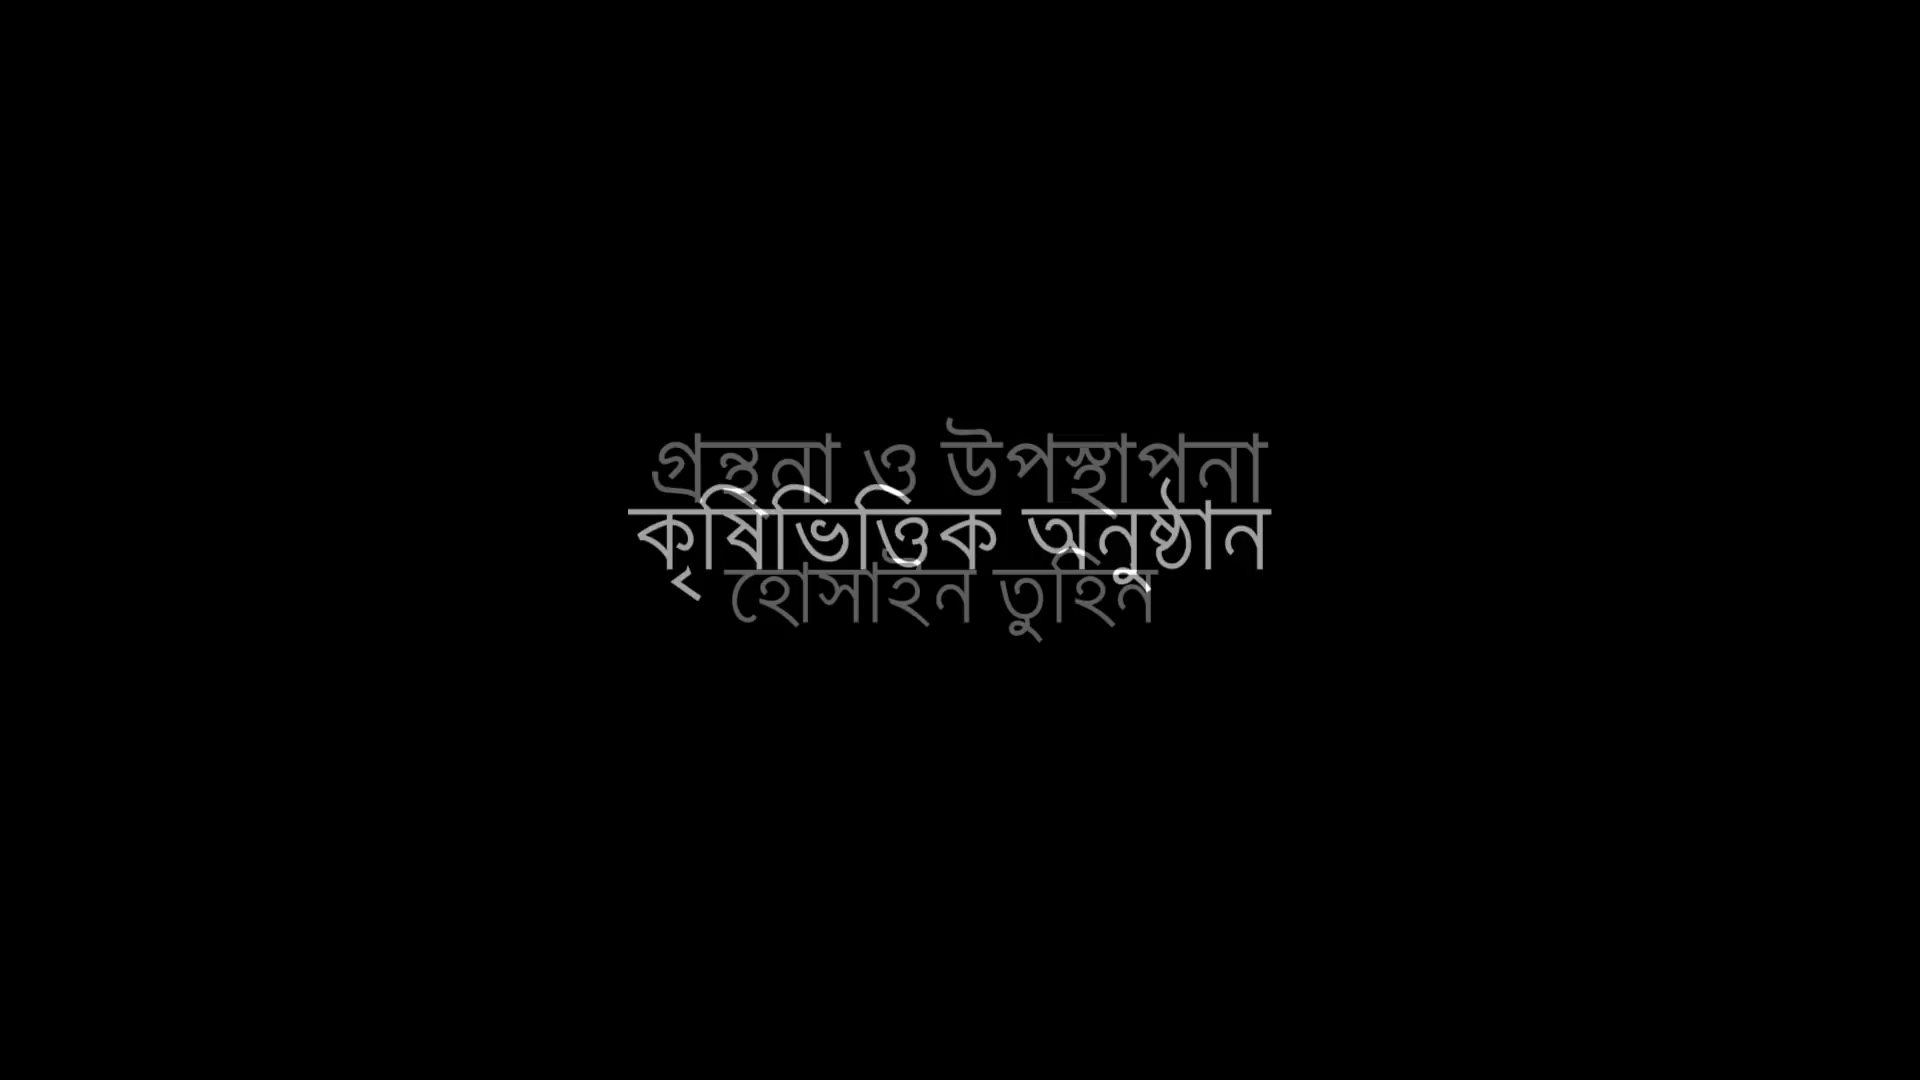 গ্রন্থনা ও উপস্থাপনা
কৃষিভিত্তিক অনুষ্ঠান
হোসাইন তুহিন